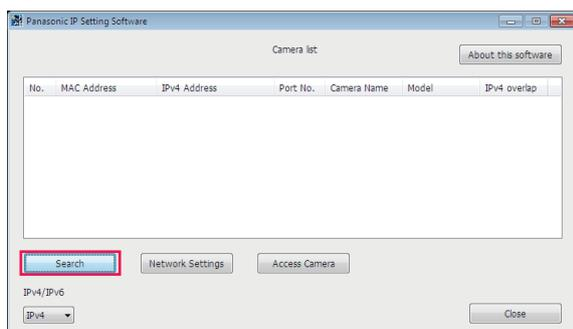 Panasonic IP Setting Software
Camera list
About this software
No. MAC Address IPv4 Address Port No. Camera Name Model IPv4 overlap
Search Network Settings Access Camera
IPv4/IPv6
IPv4 Close